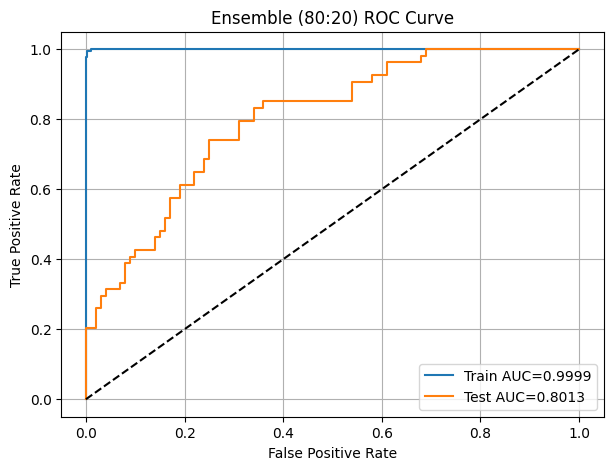 Ensemble (80:20) ROC Curve
1.0
0.8
0.6
0.4
0.2
0.0
True Positive Rate
Train AUC=0.9999
Test AUC=0.8013
0.0 0.2 0.4 0.6 0.8 1.0
False Positive Rate